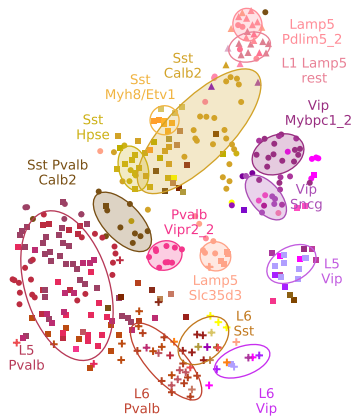 Lamp5
Pdlim5_2
L1 Lamp5
rest
Sst
Calb2
Sst
Myh8/Etv1
Vip
Mybpc1_2
Sst
Hpse
Sst Pvalb
Calb2
Vip
Sncg
Pvalb
Vipr2_2
Lamp5
Slc35d3
L5
Vip
L5
Pvalb
L6
Sst
L6
Pvalb
L6
Vip